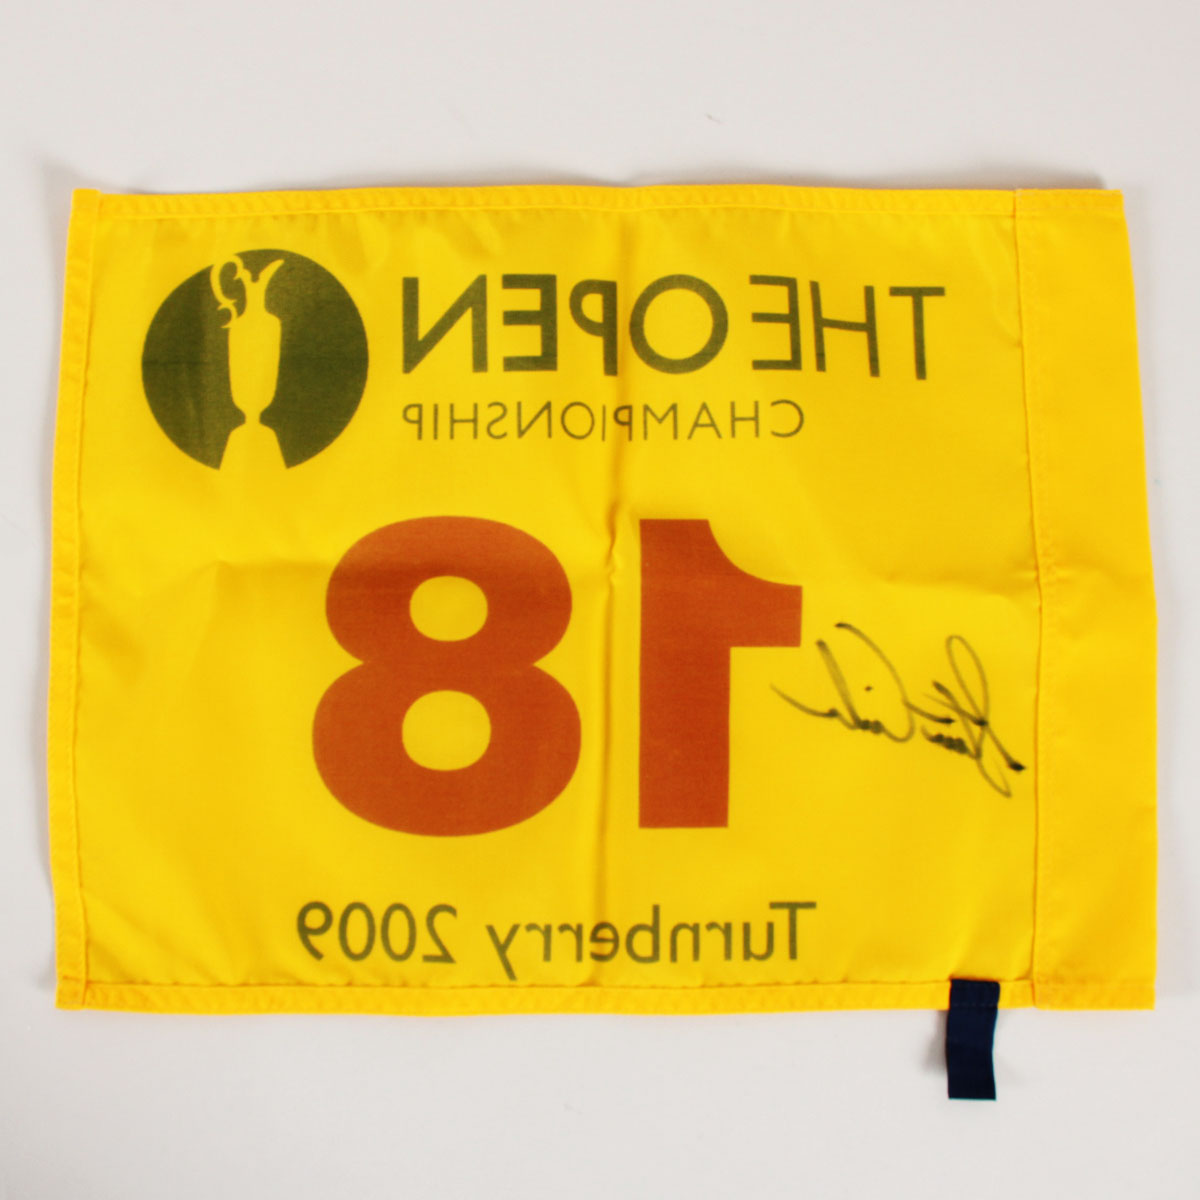 THE OPEN
CHAMPIONSHIP
18
Turnberry 2009